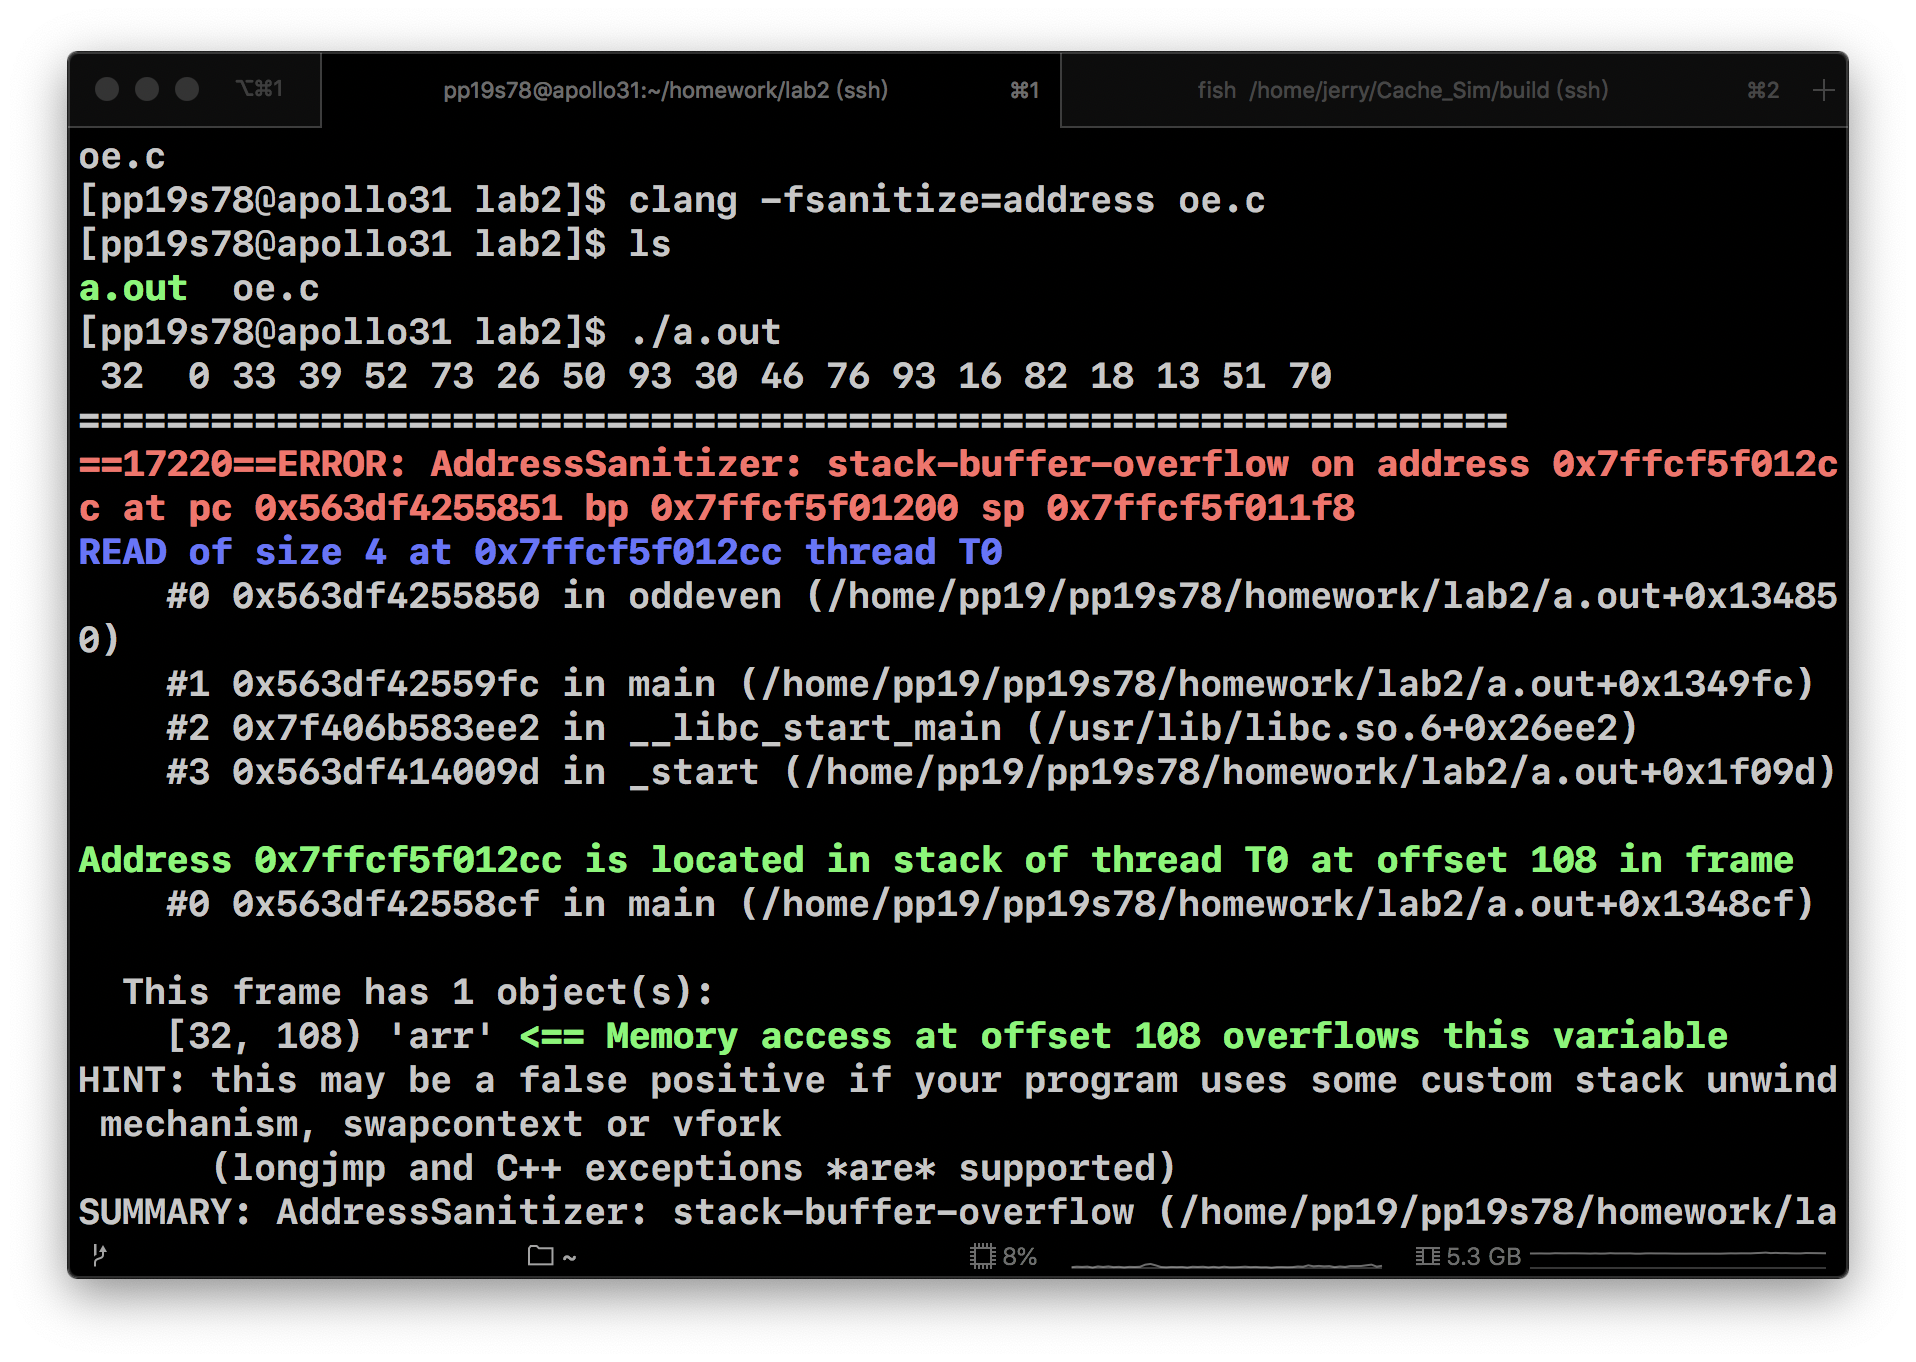 ⌥⌘1 pp19s78@apollo31:~/homework/lab2 (ssh) ⌘1 fish /home/jerry/Cache_Sim/build (ssh) ⌘2 +
oe.c
[pp19s78@apollo31 lab2]$ clang -fsanitize=address oe.c
[pp19s78@apollo31 lab2]$ ls
a.out  oe.c
[pp19s78@apollo31 lab2]$ ./a.out
 32  0 33 39 52 73 26 50 93 30 46 76 93 16 82 18 13 51 70
=================================================================
==17220==ERROR: AddressSanitizer: stack-buffer-overflow on address 0x7ffcf5f012c
c at pc 0x563df4255851 bp 0x7ffcf5f01200 sp 0x7ffcf5f011f8
READ of size 4 at 0x7ffcf5f012cc thread T0
    #0 0x563df4255850 in oddeven (/home/pp19/pp19s78/homework/lab2/a.out+0x13485
0)
    #1 0x563df42559fc in main (/home/pp19/pp19s78/homework/lab2/a.out+0x1349fc)
    #2 0x7f406b583ee2 in __libc_start_main (/usr/lib/libc.so.6+0x26ee2)
    #3 0x563df414009d in _start (/home/pp19/pp19s78/homework/lab2/a.out+0x1f09d)
Address 0x7ffcf5f012cc is located in stack of thread T0 at offset 108 in frame
    #0 0x563df42558cf in main (/home/pp19/pp19s78/homework/lab2/a.out+0x1348cf)
  This frame has 1 object(s):
    [32, 108) 'arr' <== Memory access at offset 108 overflows this variable
HINT: this may be a false positive if your program uses some custom stack unwind
 mechanism, swapcontext or vfork
      (longjmp and C++ exceptions *are* supported)
SUMMARY: AddressSanitizer: stack-buffer-overflow (/home/pp19/pp19s78/homework/la
~ 8% 5.3 GB